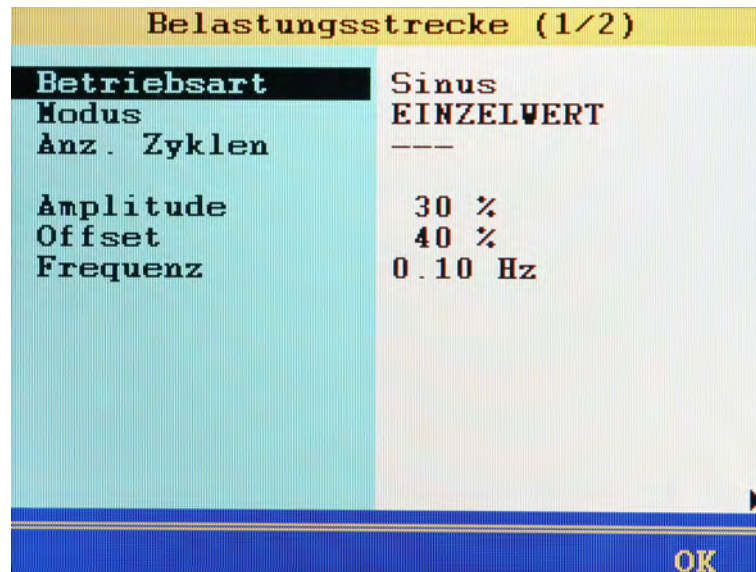 Belastungsstrecke (1/2)
Betriebsart Sinus
Modus EINZELWERT
Anz. Zyklen ---
Amplitude 30 %
Offset 40 %
Frequenz 0.10 Hz
OK